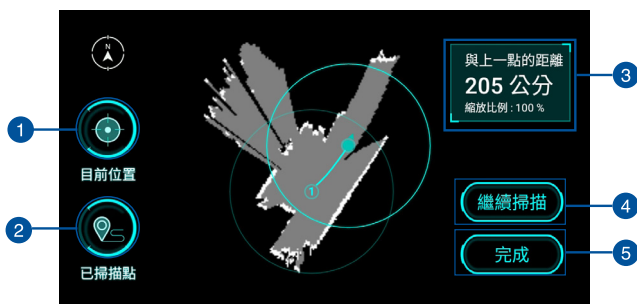 N
與上一點的距離
205 公分
縮放比例 : 100 %
3
1
目前位置
1
繼續掃描
4
2
完成
5
已掃描點